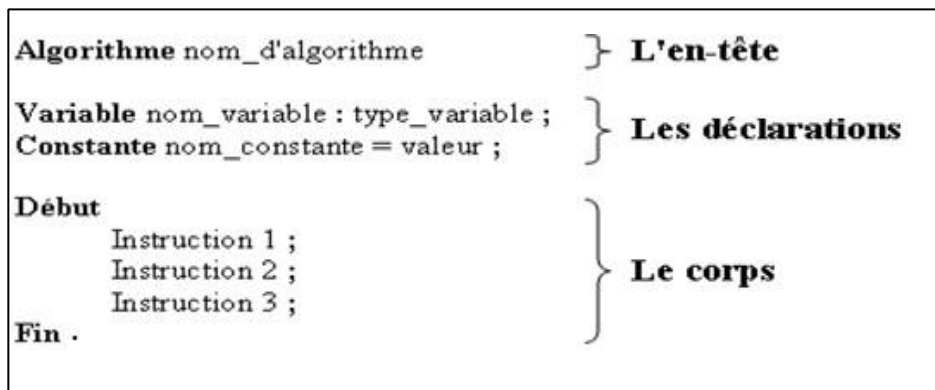 Algorithme nom_d'algorithme L'en-tête
Variable nom_variable : type_variable ;
Constante nom_constante = valeur ;
Les déclarations
Début
Instruction 1 ;
Instruction 2 ;
Instruction 3 ;
Le corps
Fin .